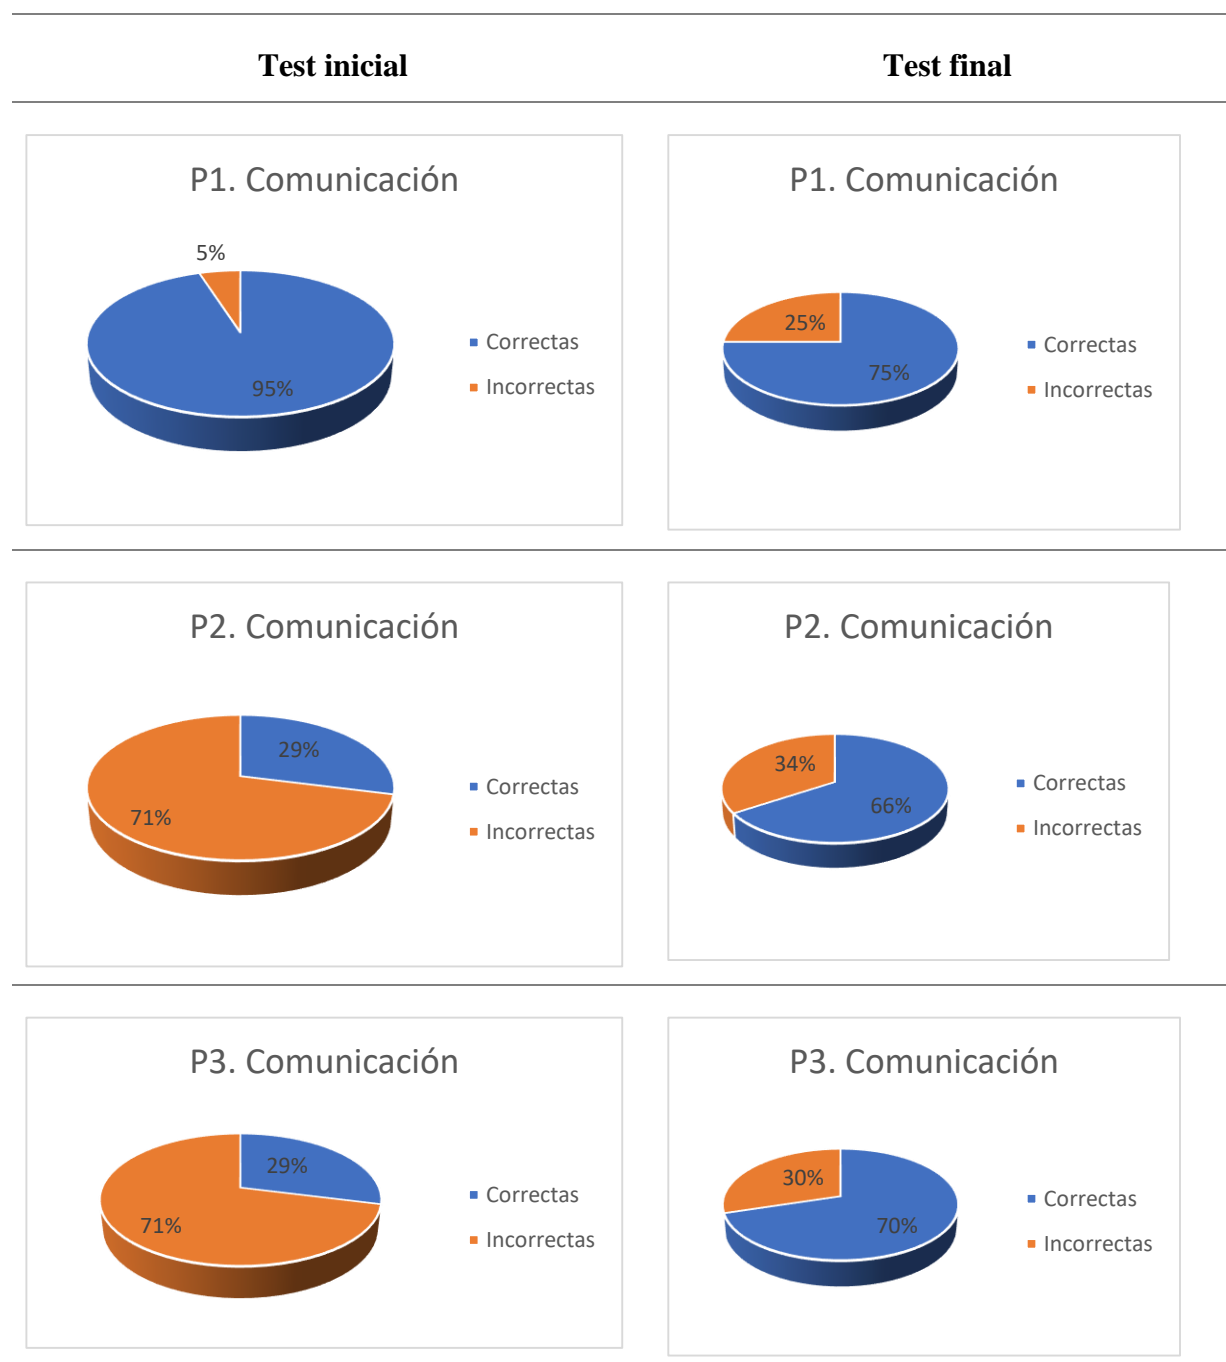 Test inicial
Test final
P1. Comunicación
5%
95%
Correctas
Incorrectas
P1. Comunicación
25%
75%
Correctas
Incorrectas
P2. Comunicación
29%
71%
Correctas
Incorrectas
P2. Comunicación
34%
66%
Correctas
Incorrectas
P3. Comunicación
29%
71%
Correctas
Incorrectas
P3. Comunicación
30%
70%
Correctas
Incorrectas